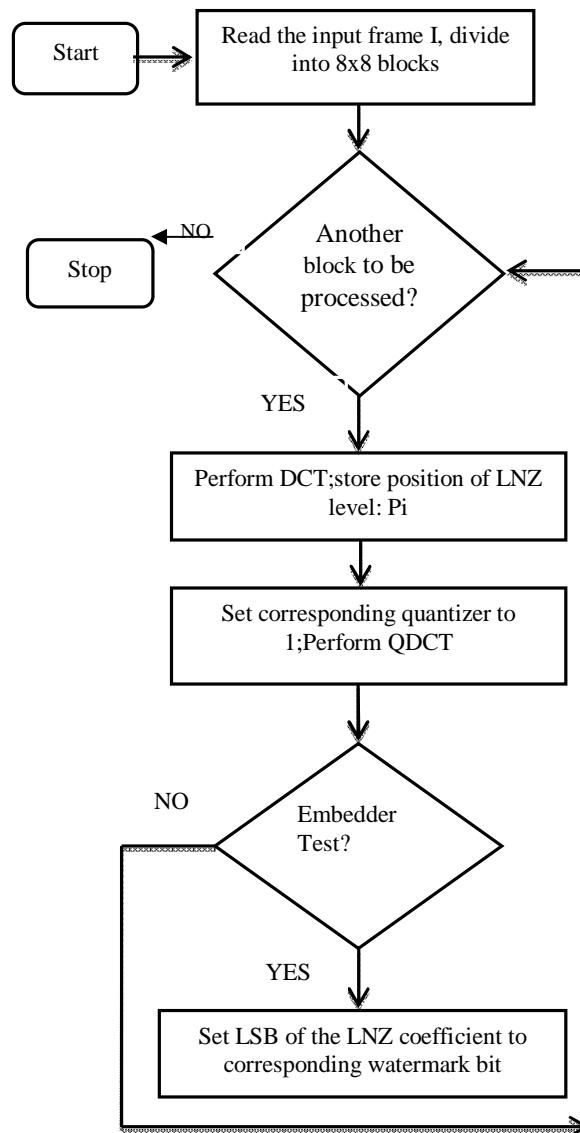 Start
Read the input frame I, divide
into 8x8 blocks
NO
Stop
Another
block to be
processed?
YES
Perform DCT;store position of LNZ
level: Pi
Set corresponding quantizer to
1;Perform QDCT
NO
Embedder
Test?
YES
Set LSB of the LNZ coefficient to
corresponding watermark bit